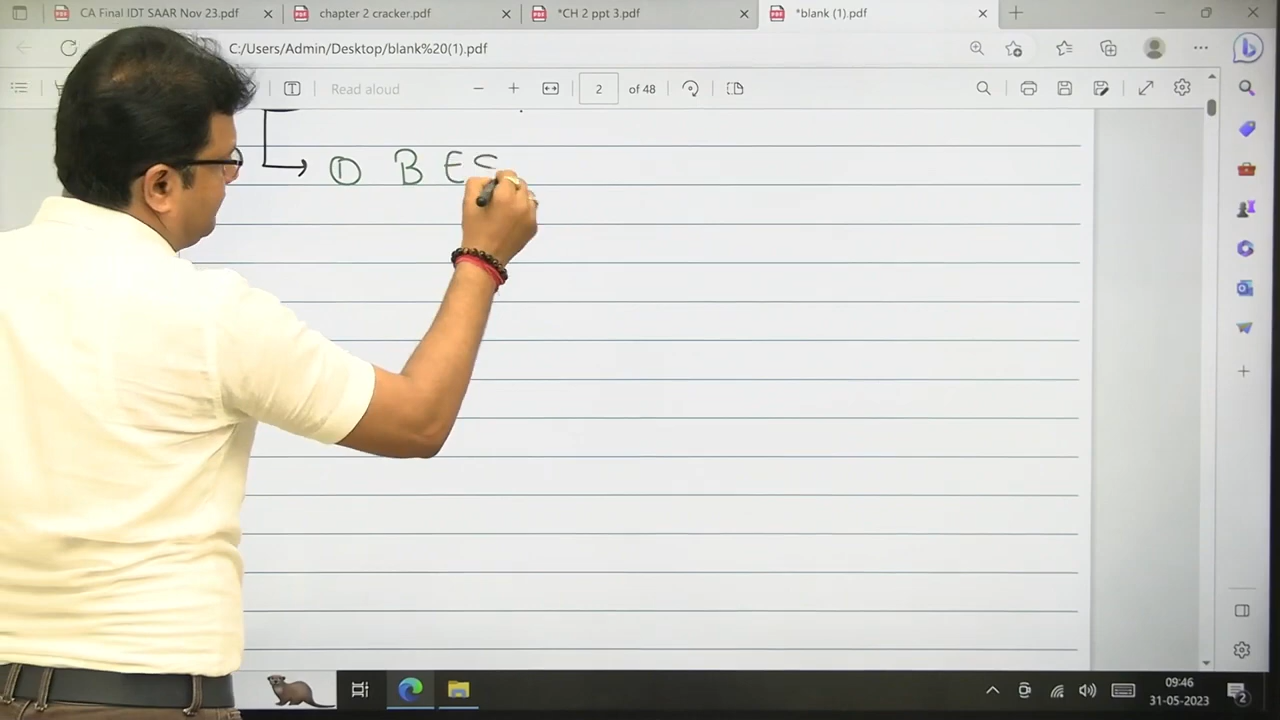 CA Final IDT SAAR Nov 23.pdf chapter 2 cracker.pdf *CH 2 ppt 3.pdf *blank (1).pdf
C:/Users/Admin/Desktop/blank%20(1).pdf
Read aloud 2 of 48
① B E S
09:46
31-05-2023
2